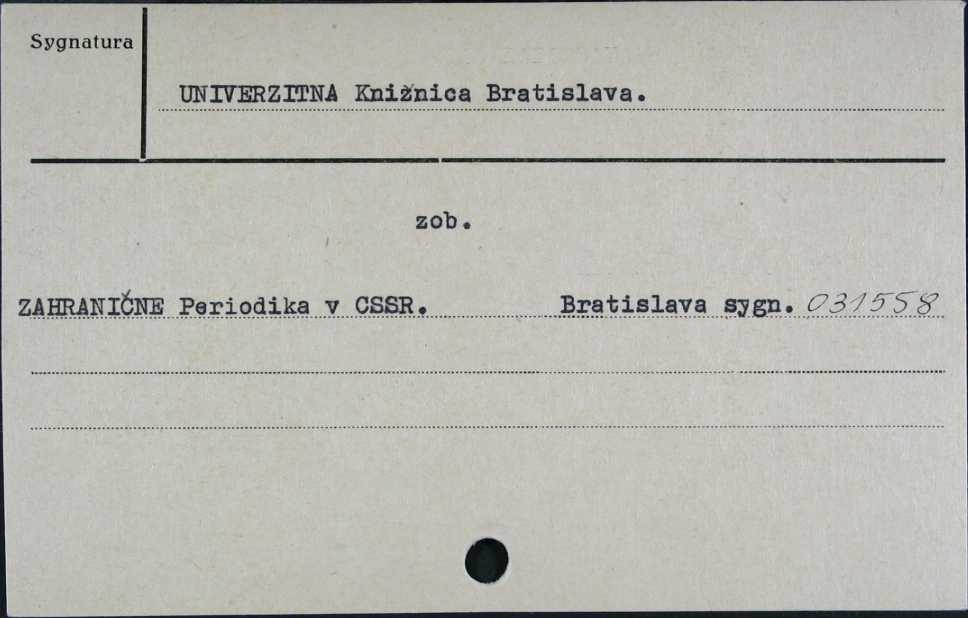 Sygnatura
UNIVERZITNA Knižnica Bratislava.
zob.
ZAHRANIČNE Periodika v CSSR. Bratislava sygn. 031558